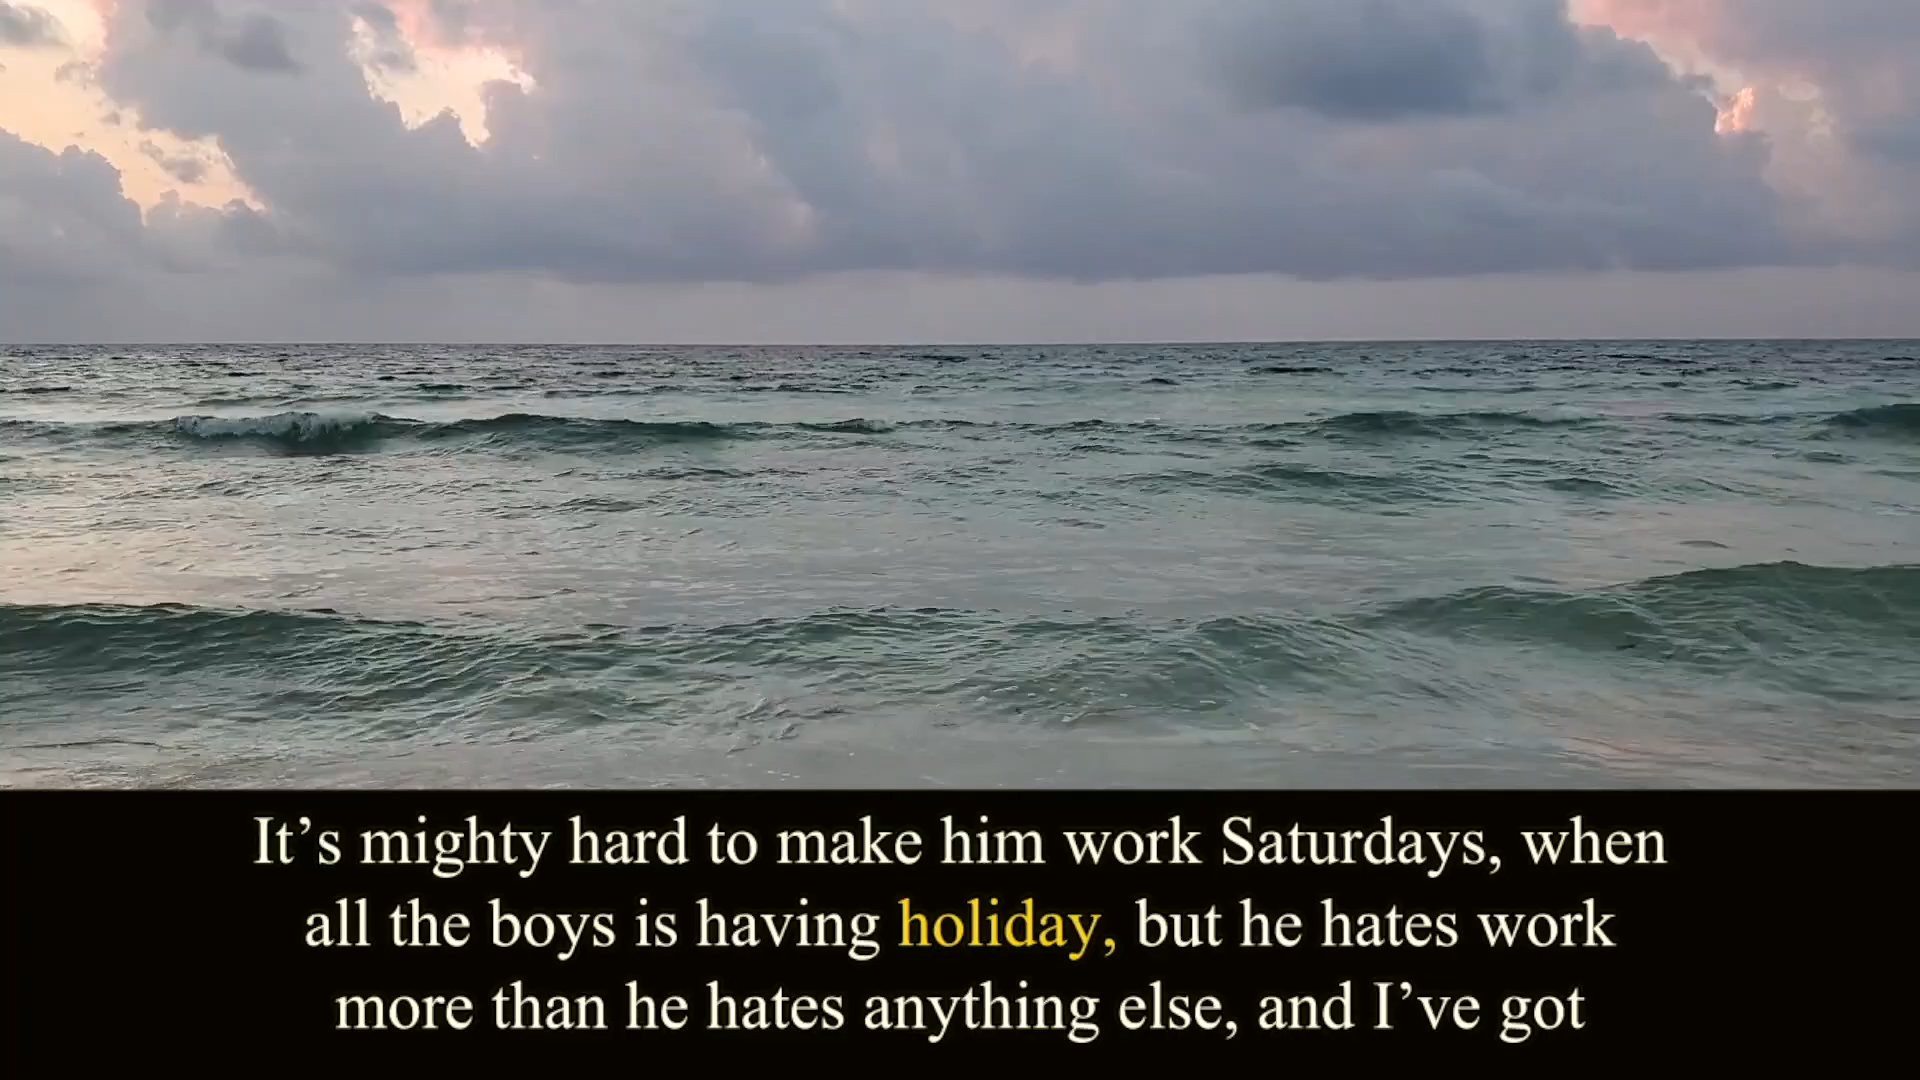 It’s mighty hard to make him work Saturdays, when
all the boys is having holiday, but he hates work
more than he hates anything else, and I’ve got